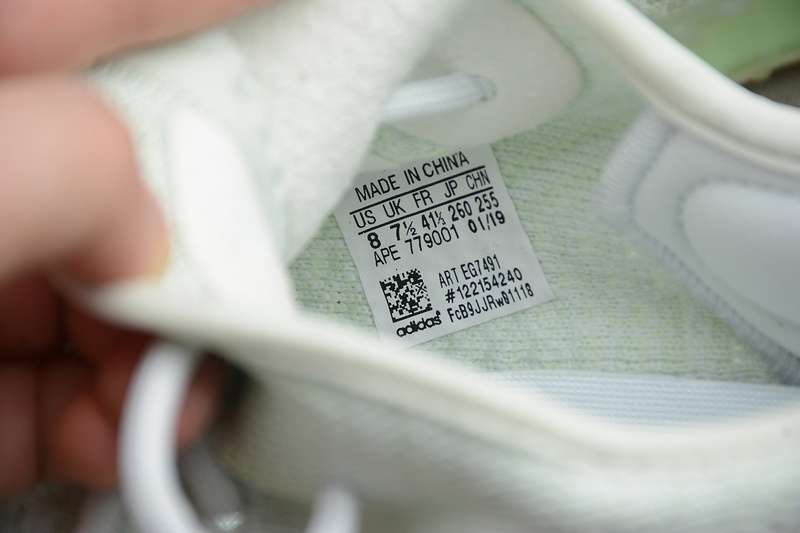 MADE IN CHINA
US UK FR JP CHN
8 7½ 41⅓ 260 255
APE 779001 01/19
ART EG7491
#122154240
FcB9JJRw91118
adidas